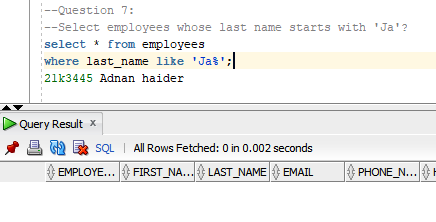 --Question 7:
--Select employees whose last name starts with 'Ja'?
select * from employees
where last_name like 'Ja%';
21k3445 Adnan haider
Query Result x
SQL | All Rows Fetched: 0 in 0.002 seconds
EMPLOYE... FIRST_NA... LAST_NAME EMAIL PHONE_N... H